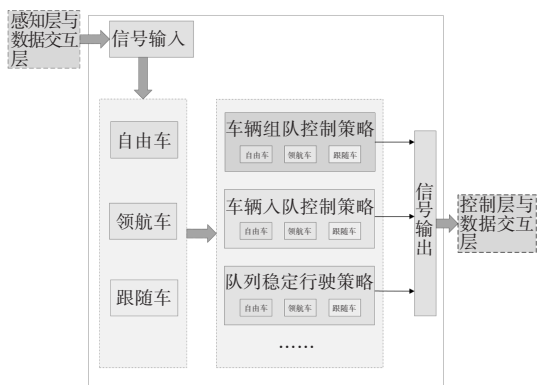 感知层与
数据交互
层
信号输入
自由车
领航车
跟随车
车辆组队控制策略
自由车 领航车 跟随车
车辆入队控制策略
自由车 领航车 跟随车
队列稳定行驶策略
自由车 领航车 跟随车
……
信号输出
控制层与
数据交互
层